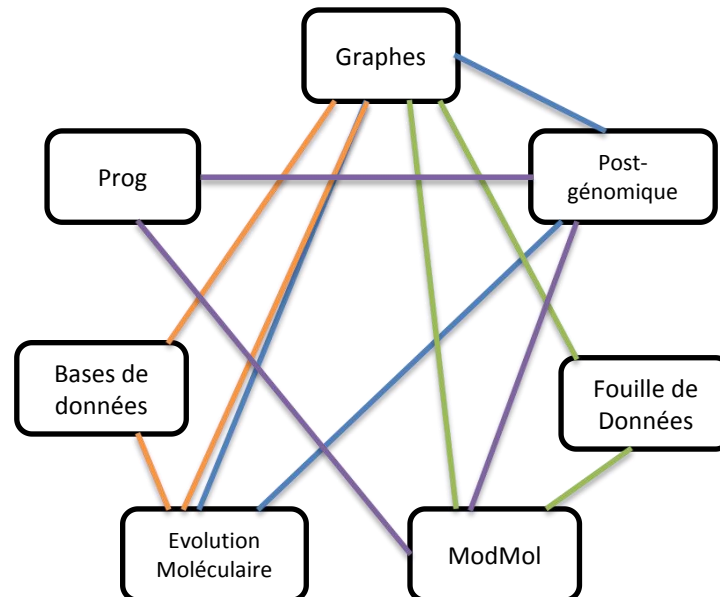 Graphes
Prog
Post-
génomique
Bases de
données
Fouille de
Données
Evolution
Moléculaire
ModMol